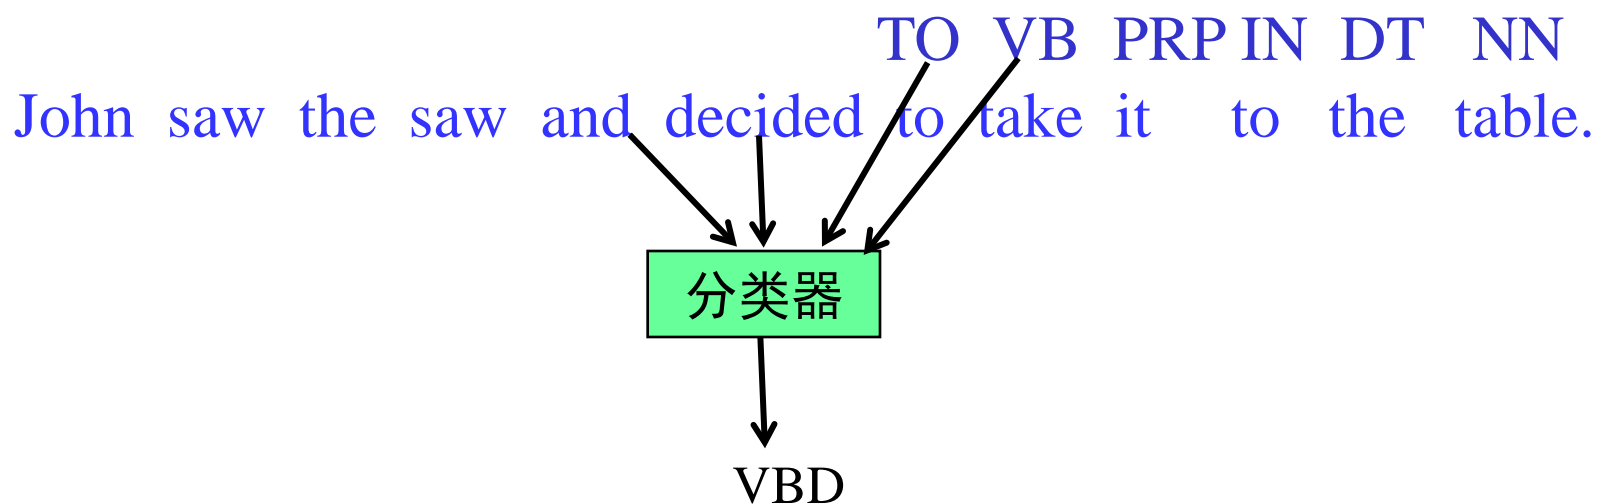 TO VB PRP IN DT NN
John saw the saw and decided to take it to the table.
分类器
VBD